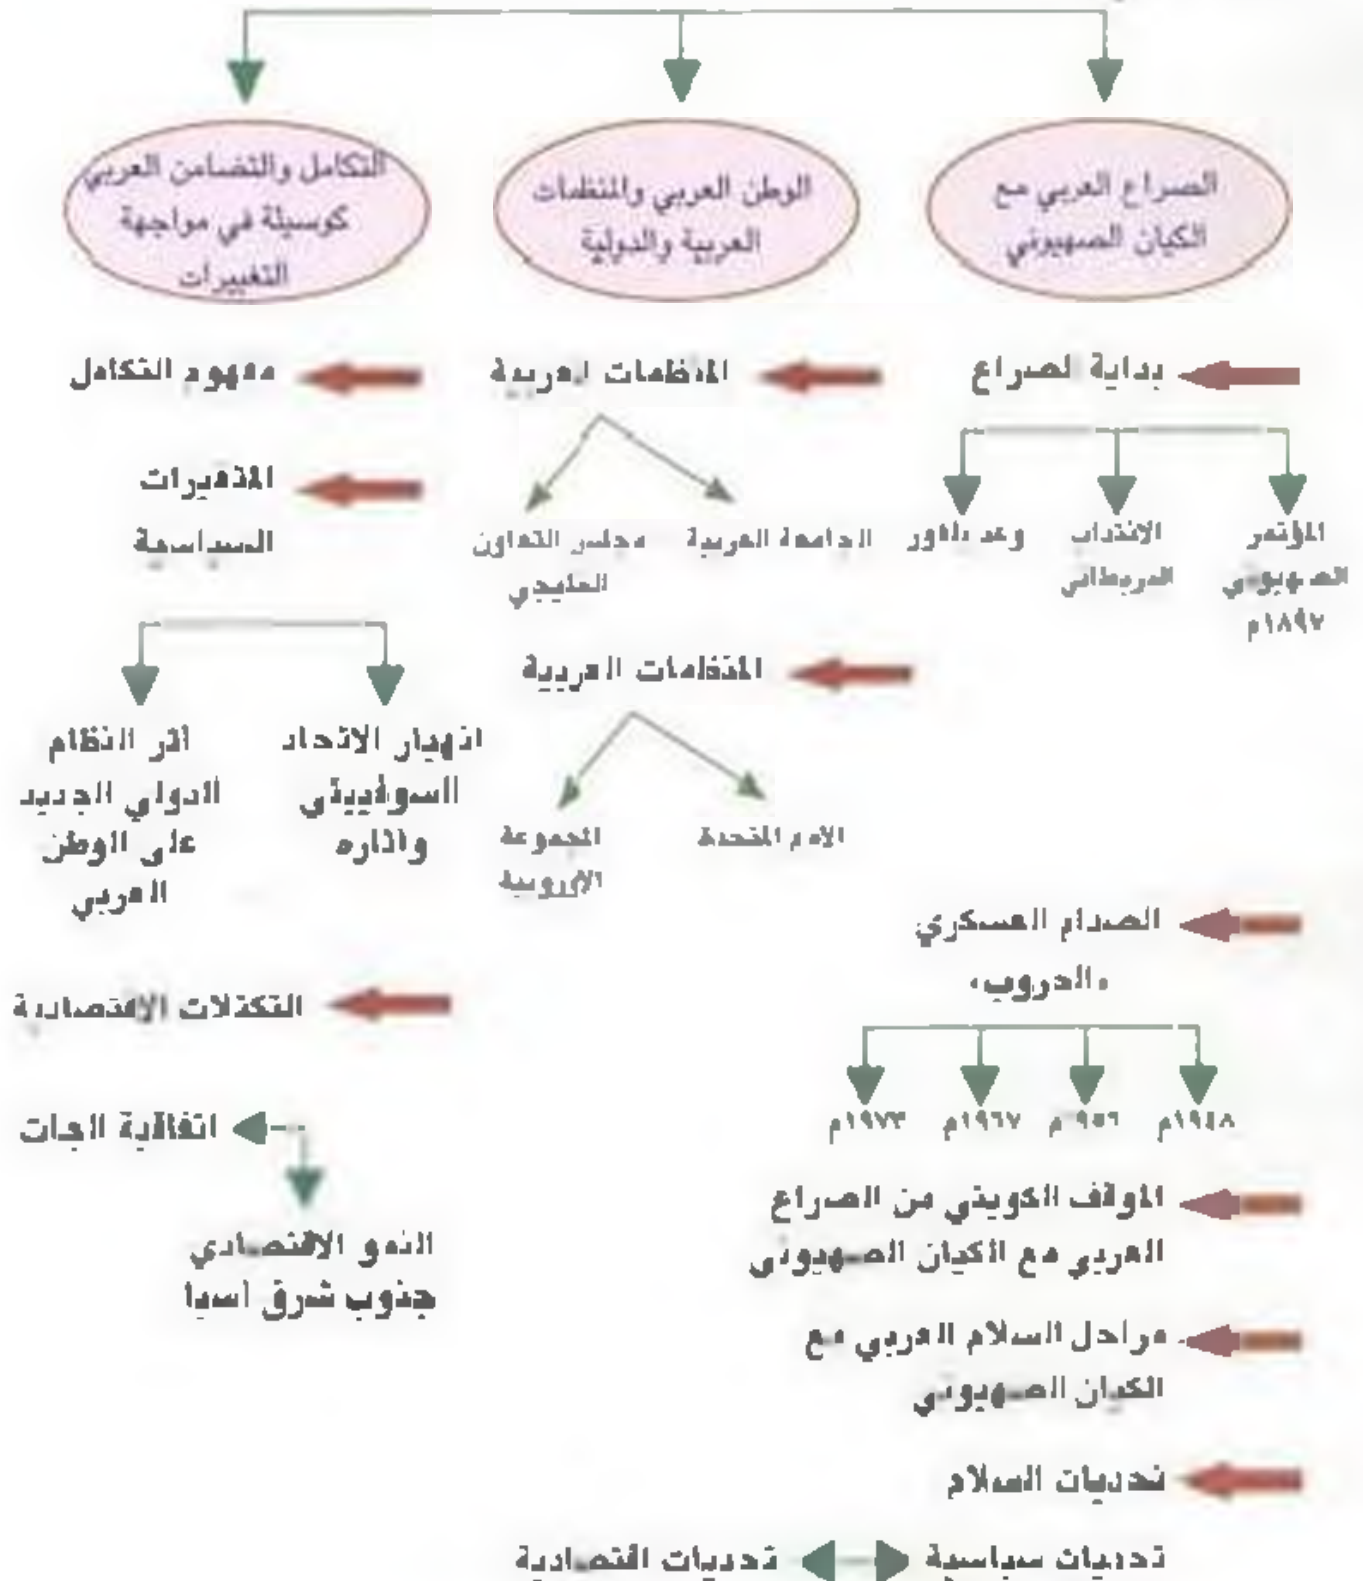 الصراع العربي مع
الكيان الصهيوني
بداية الصراع
المؤتمر
الصهيوني
١٨٩٧م
الانتداب
البريطاني
وعد بلفور
الصدام العسكري
«الحروب»
١٩٤٨م
١٩٥٦م
١٩٦٧م
١٩٧٣م
الموقف الكويتي من الصراع
العربي مع الكيان الصهيوني
مراحل السلام العربي مع
الكيان الصهيوني
تحديات السلام
تحديات سياسية
تحديات اقتصادية
الوطن العربي والمنظمات
العربية والدولية
المنظمات العربية
الجامعة العربية
مجلس التعاون
الخليجي
المنظمات العربية
الأمم المتحدة
المجموعة
الأوروبية
التكامل والتضامن العربي
كوسيلة في مواجهة
التغييرات
مفهوم التكامل
المتغيرات
السياسية
انهيار الاتحاد
السوفييتي
وآثاره
أثر النظام
الدولي الجديد
على الوطن
العربي
التكتلات الاقتصادية
اتفاقية الجات
النمو الاقتصادي
جنوب شرق آسيا